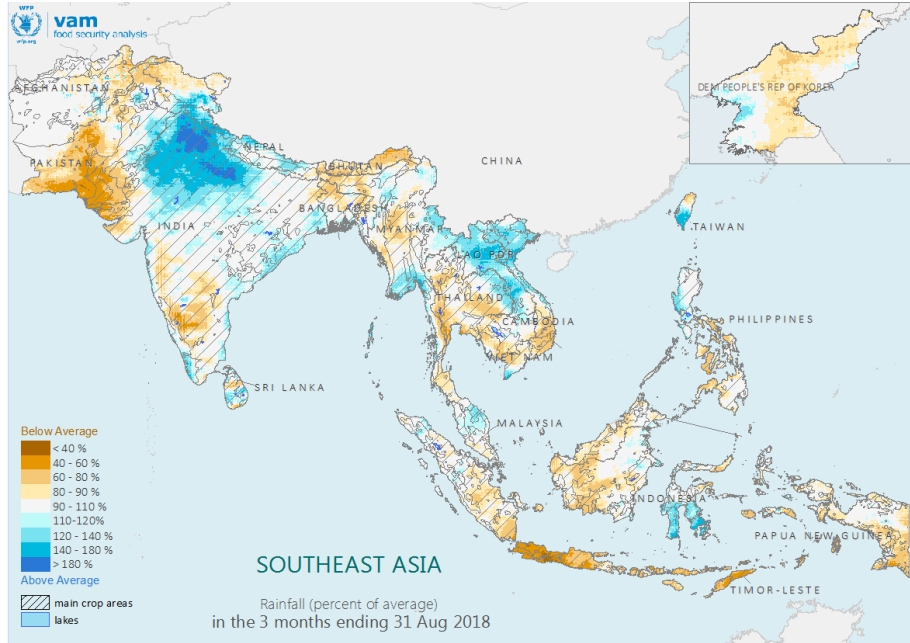 WFP
wfp.org
vam
food security analysis
DEM PEOPLE'S REP OF KOREA
AFGHANISTAN
PAKISTAN
NEPAL
BHUTAN
CHINA
BANGLADESH
INDIA
MYANMAR
TAIWAN
LAO PDR
THAILAND
CAMBODIA
PHILIPPINES
VIET NAM
SRI LANKA
MALAYSIA
INDONESIA
PAPUA NEW GUINEA
TIMOR-LESTE
Below Average
< 40 %
40 - 60 %
60 - 80 %
80 - 90 %
90 - 110 %
110-120%
120 - 140 %
140 - 180 %
> 180 %
Above Average
main crop areas
lakes
SOUTHEAST ASIA
Rainfall (percent of average)
in the 3 months ending 31 Aug 2018